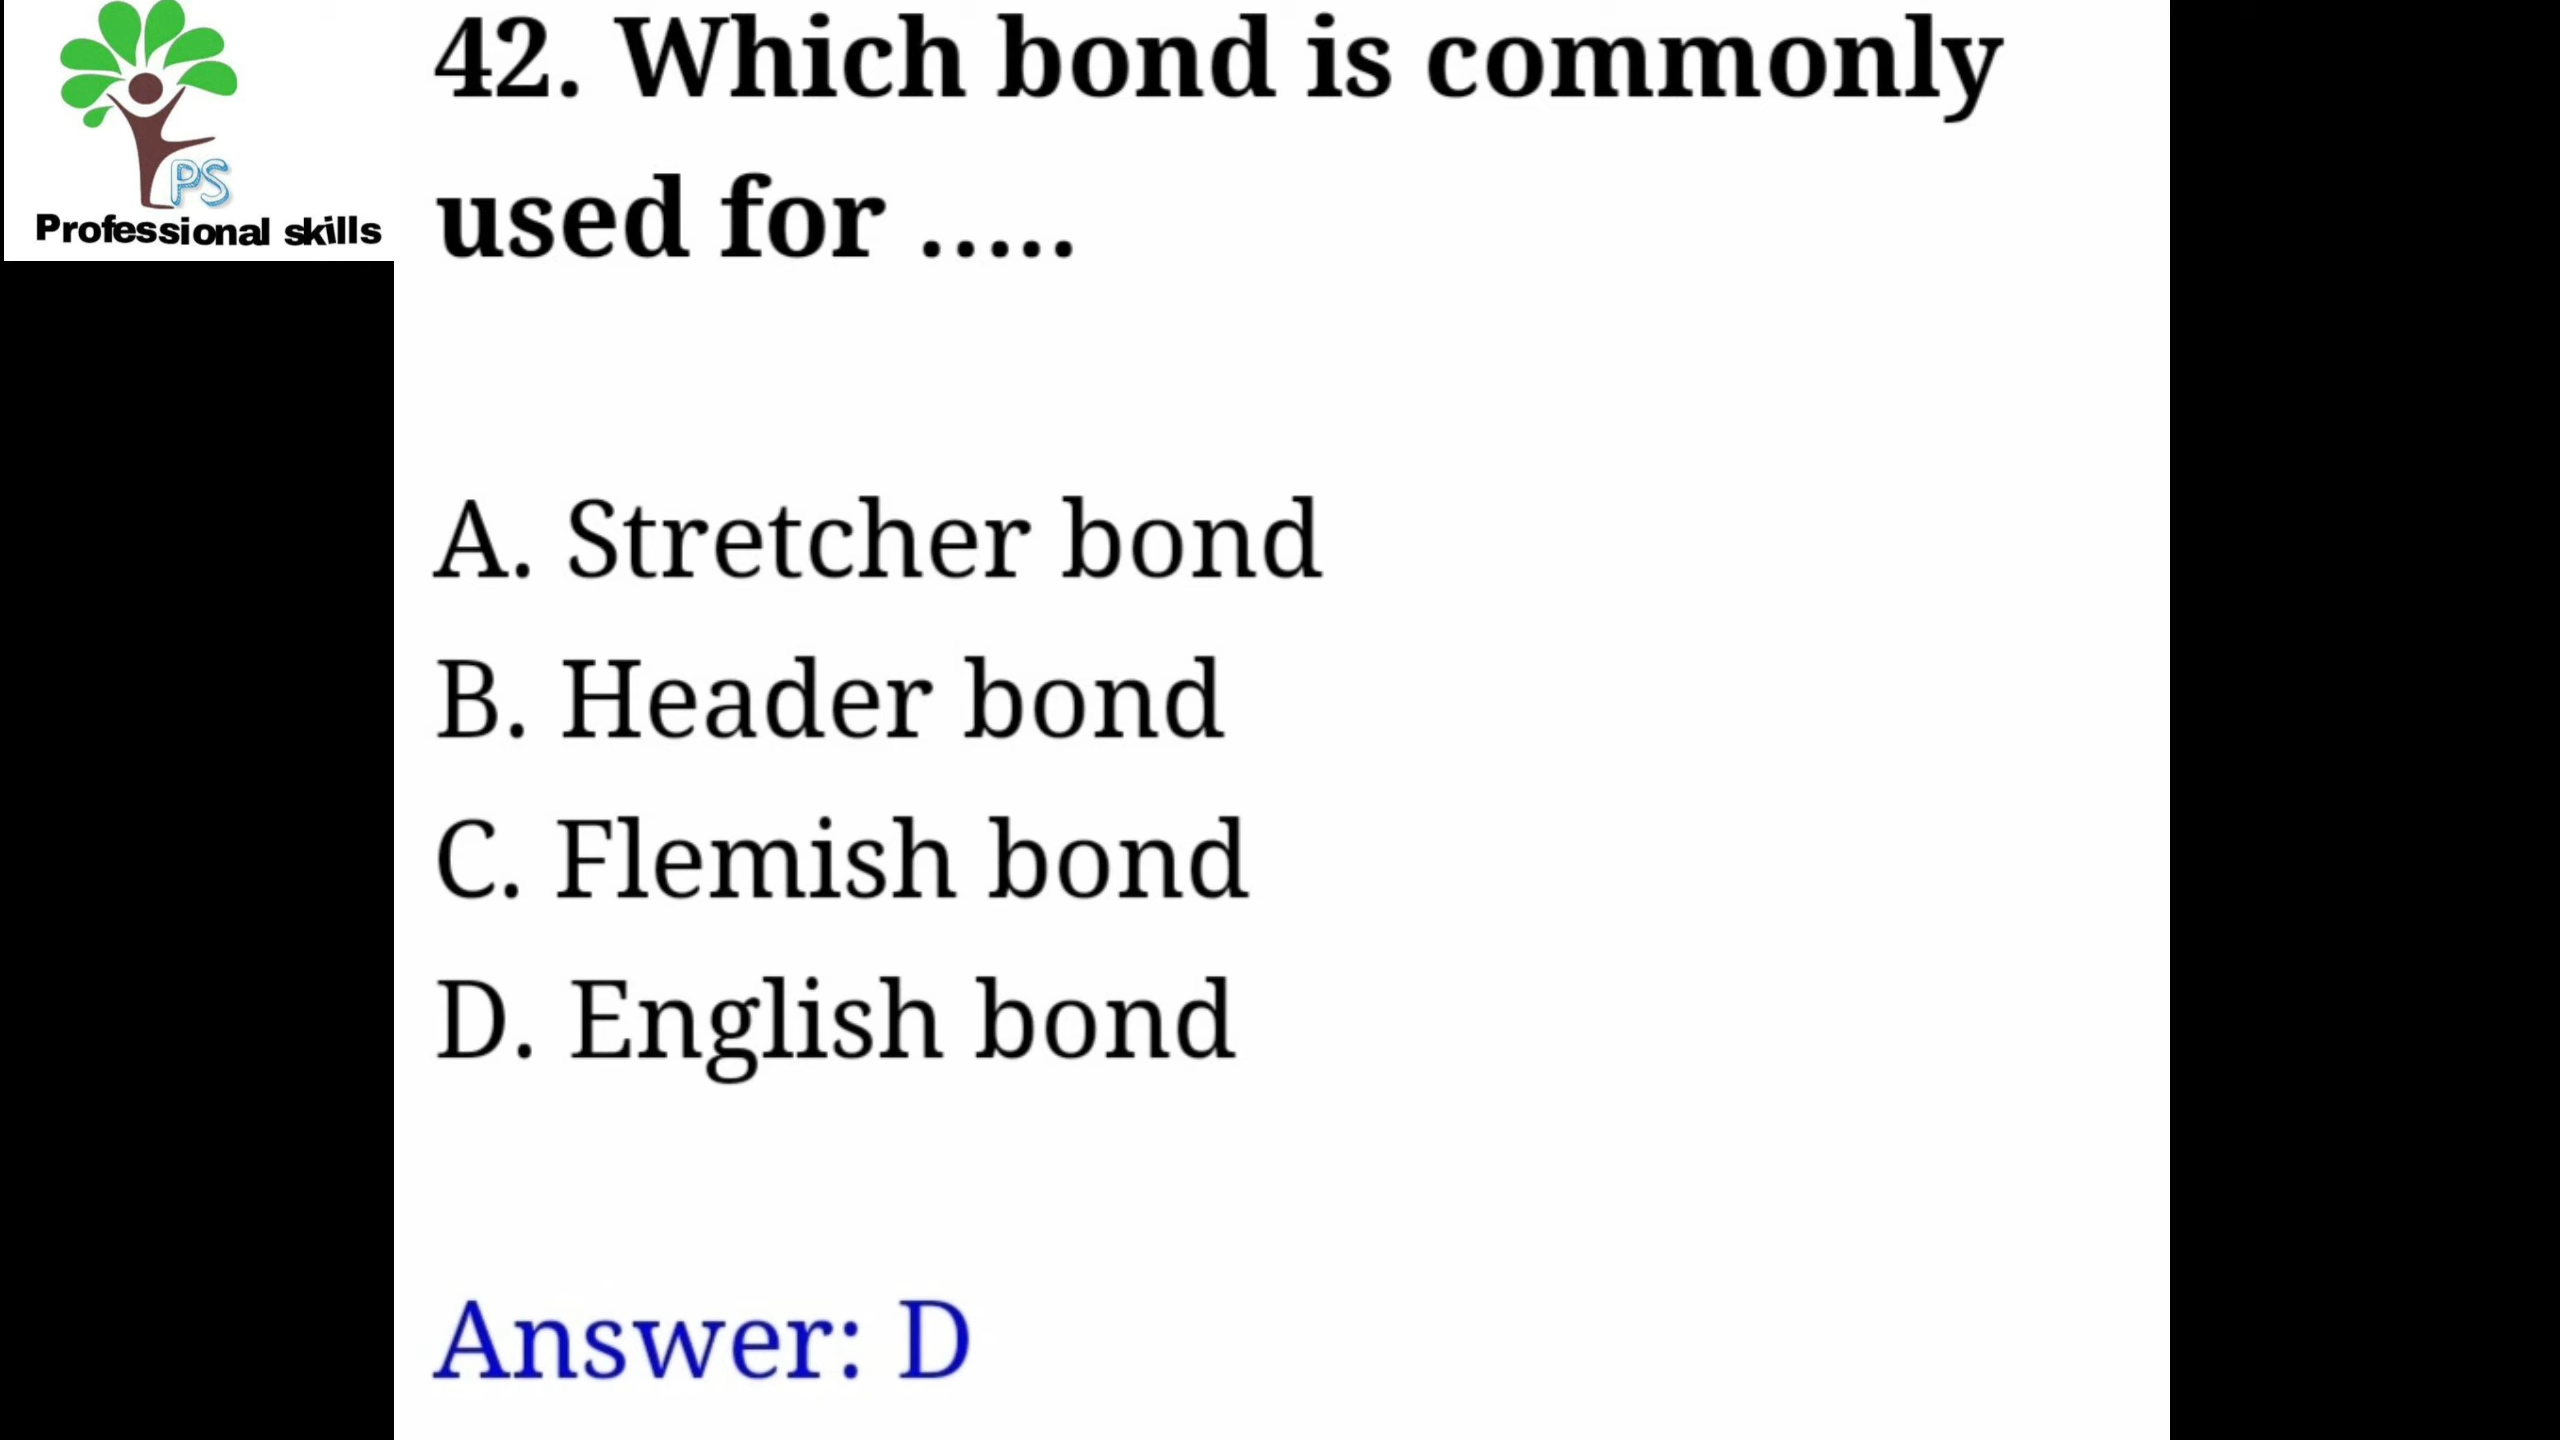 PS
Professional skills
42. Which bond is commonly
used for .....
A. Stretcher bond
B. Header bond
C. Flemish bond
D. English bond
Answer: D